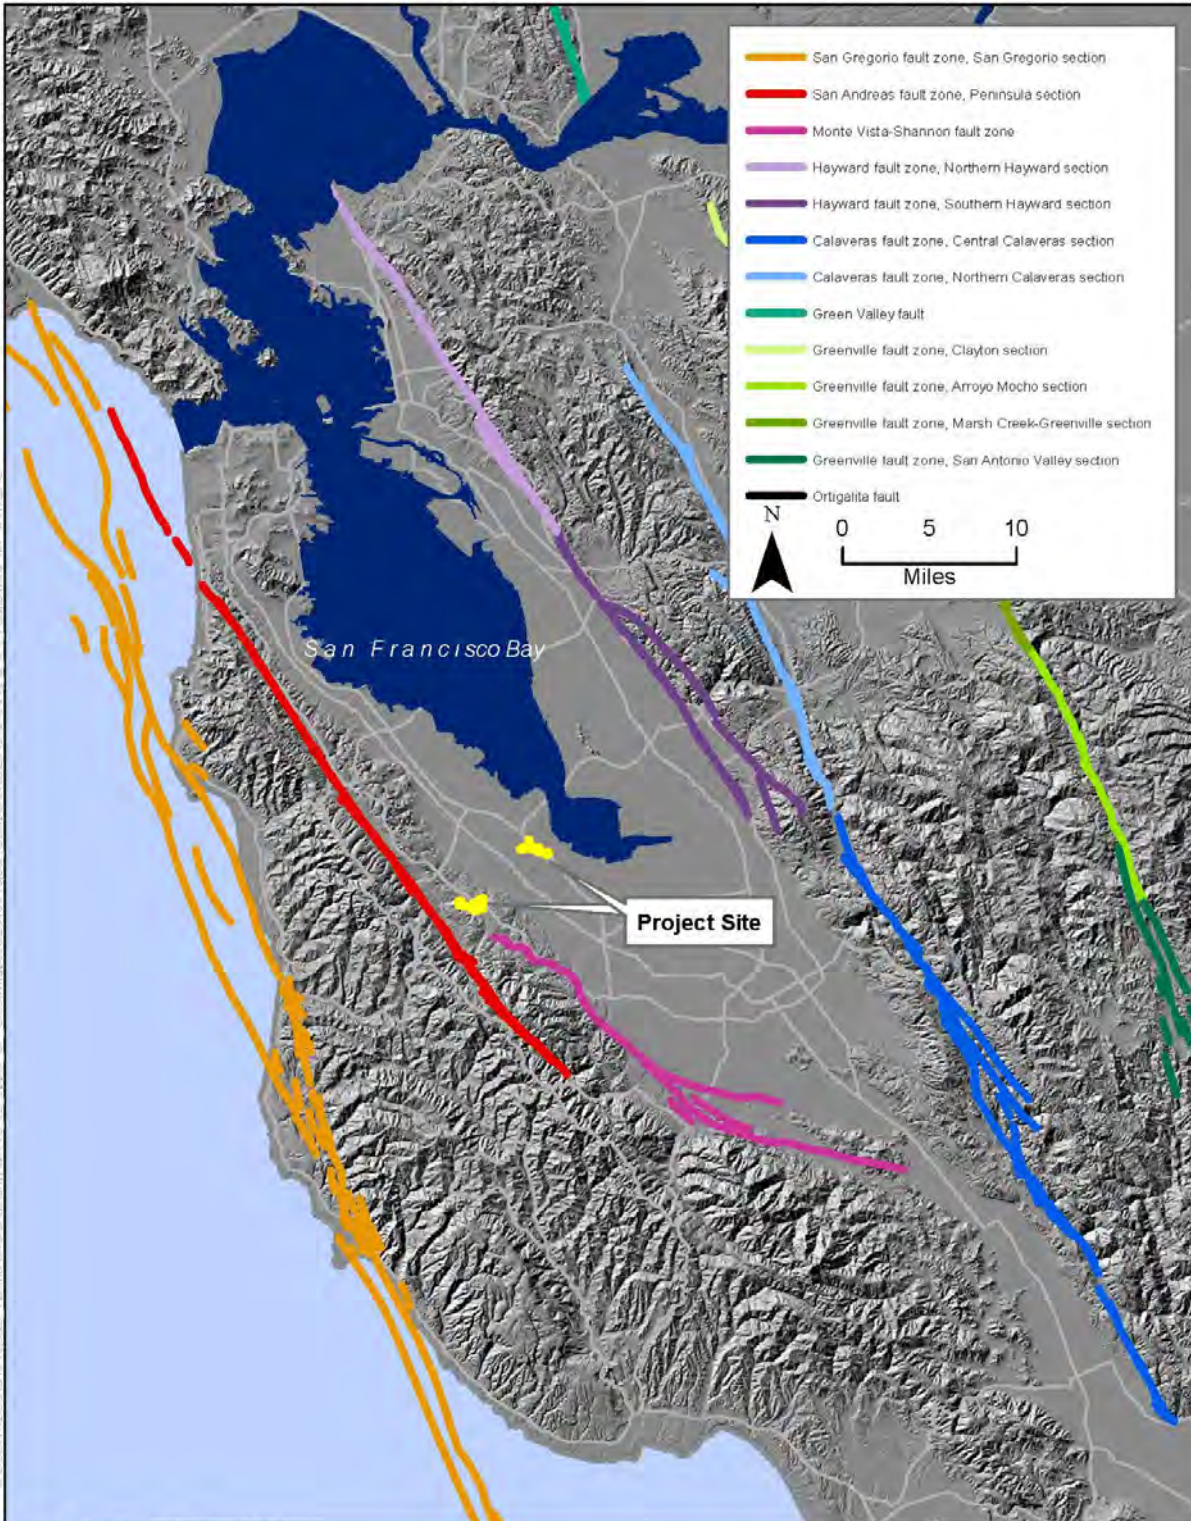 San Gregorio fault zone, San Gregorio section
San Andreas fault zone, Peninsula section
Monte Vista-Shannon fault zone
Hayward fault zone, Northern Hayward section
Hayward fault zone, Southern Hayward section
Calaveras fault zone, Central Calaveras section
Calaveras fault zone, Northern Calaveras section
Green Valley fault
Greenville fault zone, Clayton section
Greenville fault zone, Arroyo Mocho section
Greenville fault zone, Marsh Creek-Greenville section
Greenville fault zone, San Antonio Valley section
Ortigalita fault
N
0 5 10
Miles
San Francisco Bay
Project Site